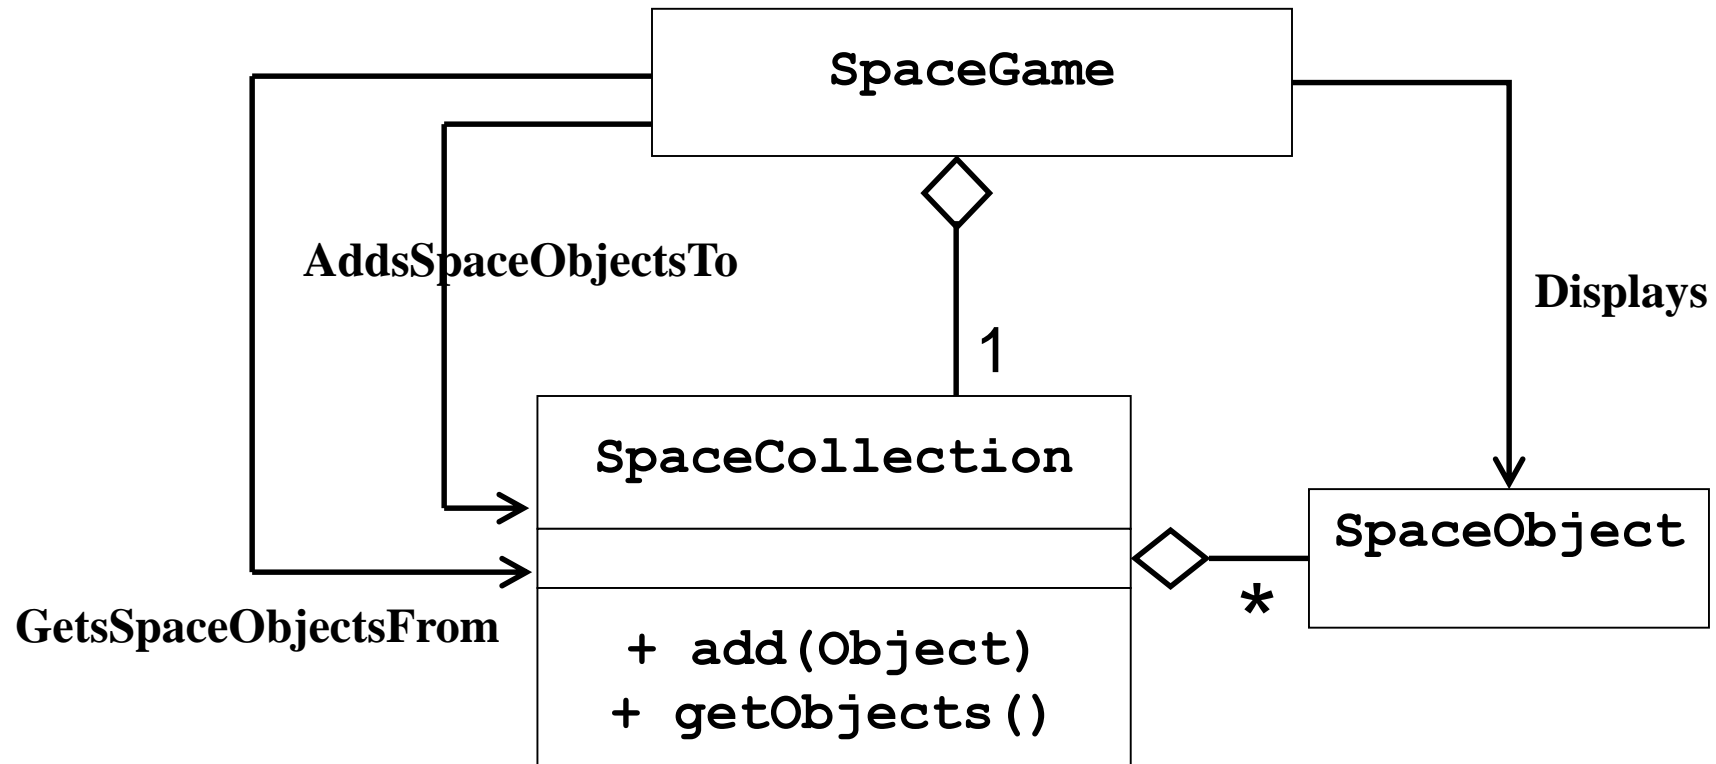 SpaceGame
AddsSpaceObjectsTo
Displays
1
SpaceCollection
SpaceObject
*
GetsSpaceObjectsFrom
+ add(Object)
+ getObjects()